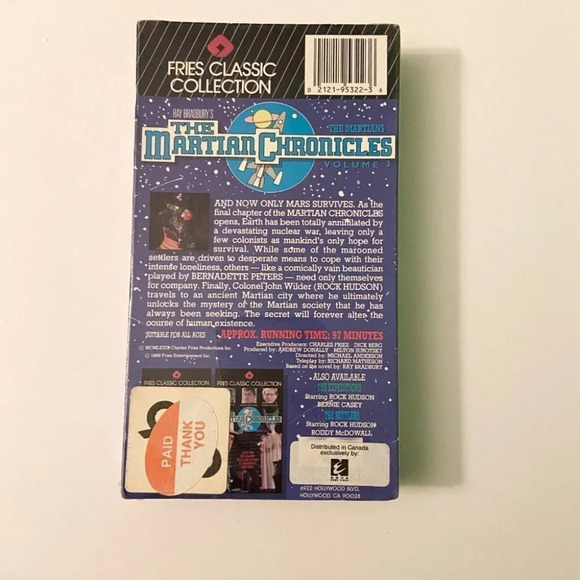 FRIES CLASSIC
COLLECTION
0 2121-95322-3 6
RAY BRADBURY'S
THE
MARTIAN CHRONICLES
THE MARTIANS
VOLUME 3
AND NOW ONLY MARS SURVIVES. As the
final chapter of the MARTIAN CHRONICLES
opens, Earth has been totally annihilated by
a devastating nuclear war, leaving only a
few colonists as mankind's only hope for
survival. While some of the marooned
settlers are driven to desperate means to cope with their
intense loneliness, others — like a comically vain beautician
played by BERNADETTE PETERS — need only themselves
for company. Finally, Colonel John Wilder (ROCK HUDSON)
travels to an ancient Martian city where he ultimately
unlocks the mystery of the Martian society that he has
always been seeking. The secret will forever alter the
course of human existence.
SUITABLE FOR ALL AGES
APPROX. RUNNING TIME: 97 MINUTES
Executive Producers: CHARLES FRIES DICK BERG
Produced by: ANDREW DONALLY MILTON SUBOTSKY
Directed by: MICHAEL ANDERSON
Teleplay by: RICHARD MATHESON
Based on the novel by: RAY BRADBURY
Charles Fries Productions Inc.
© 1989 Fries Entertainment Inc.
FRIES CLASSIC COLLECTION
FRIES CLASSIC COLLECTION
MARTIAN CHRONICLES
ALSO AVAILABLE
THE EXPEDITIONS
Starring ROCK HUDSON
BERNIE CASEY
THE SETTLERS
Starring ROCK HUDSON
RODDY McDOWALL
PAID
THANK
YOU
Distributed in Canada
exclusively by:
6922 HOLLYWOOD BLVD.
HOLLYWOOD CA 90028